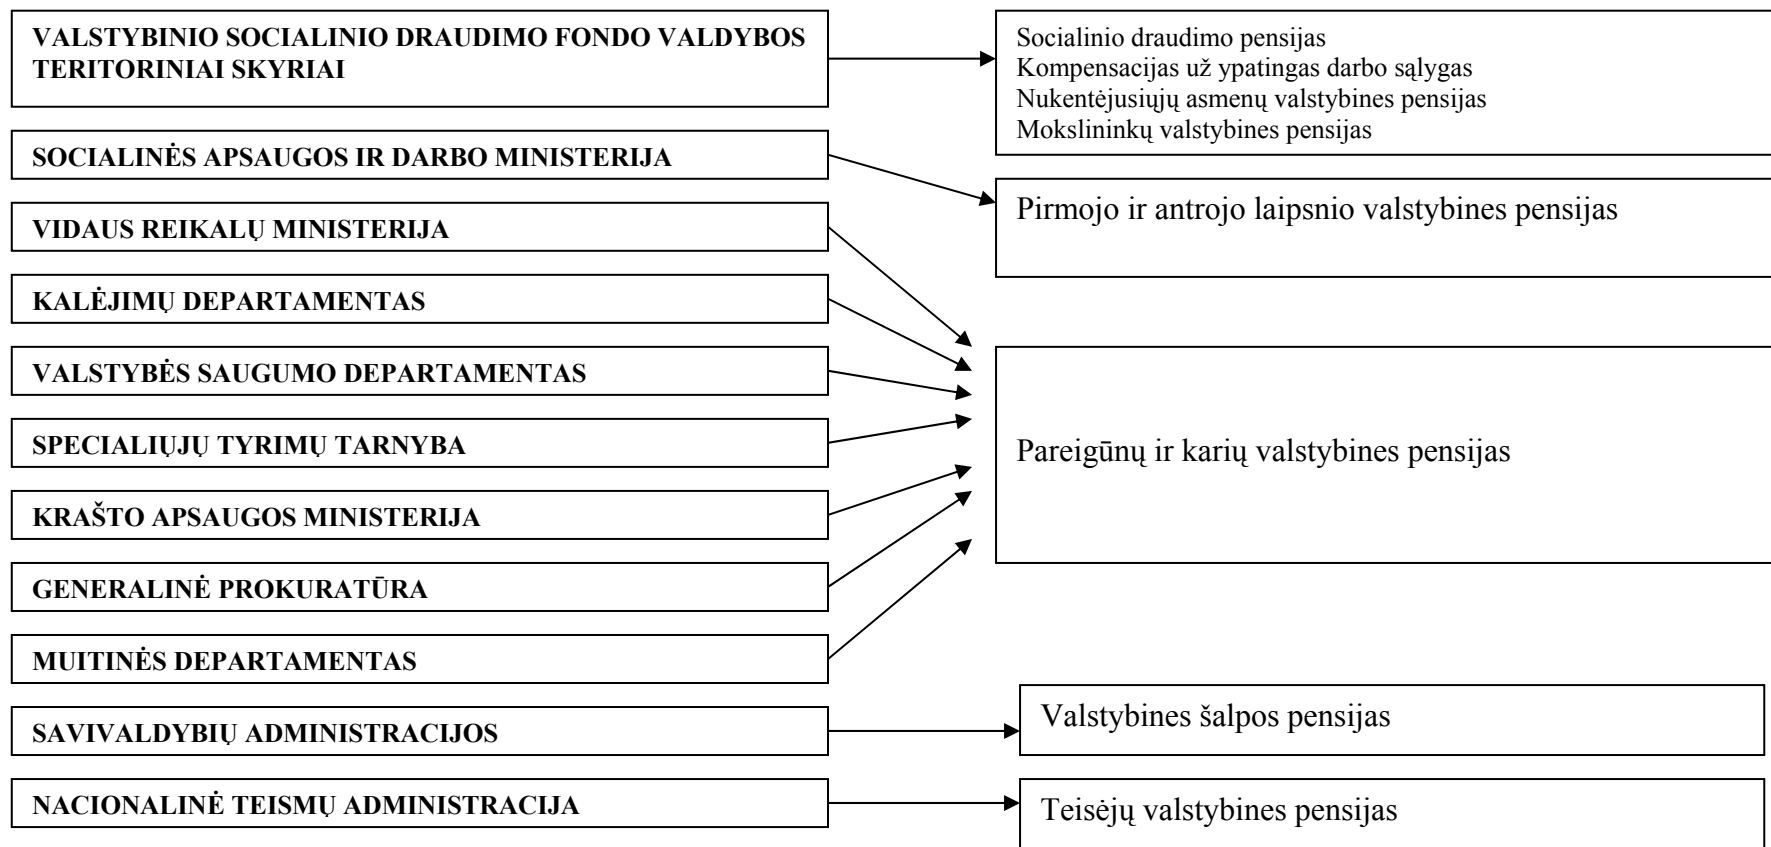 VALSTYBINIO SOCIALINIO DRAUDIMO FONDO VALDYBOS
TERITORINIAI SKYRIAI
Socialinio draudimo pensijas
Kompensacijas už ypatingas darbo sąlygas
Nukentėjusiųjų asmenų valstybines pensijas
Mokslininkų valstybines pensijas
SOCIALINĖS APSAUGOS IR DARBO MINISTERIJA
Pirmojo ir antrojo laipsnio valstybines pensijas
VIDAUS REIKALŲ MINISTERIJA
KALĖJIMŲ DEPARTAMENTAS
VALSTYBĖS SAUGUMO DEPARTAMENTAS
SPECIALIŲJŲ TYRIMŲ TARNYBA
KRAŠTO APSAUGOS MINISTERIJA
GENERALINĖ PROKURATŪRA
MUITINĖS DEPARTAMENTAS
Pareigūnų ir karių valstybines pensijas
SAVIVALDYBIŲ ADMINISTRACIJOS
Valstybines šalpos pensijas
NACIONALINĖ TEISMŲ ADMINISTRACIJA
Teisėjų valstybines pensijas